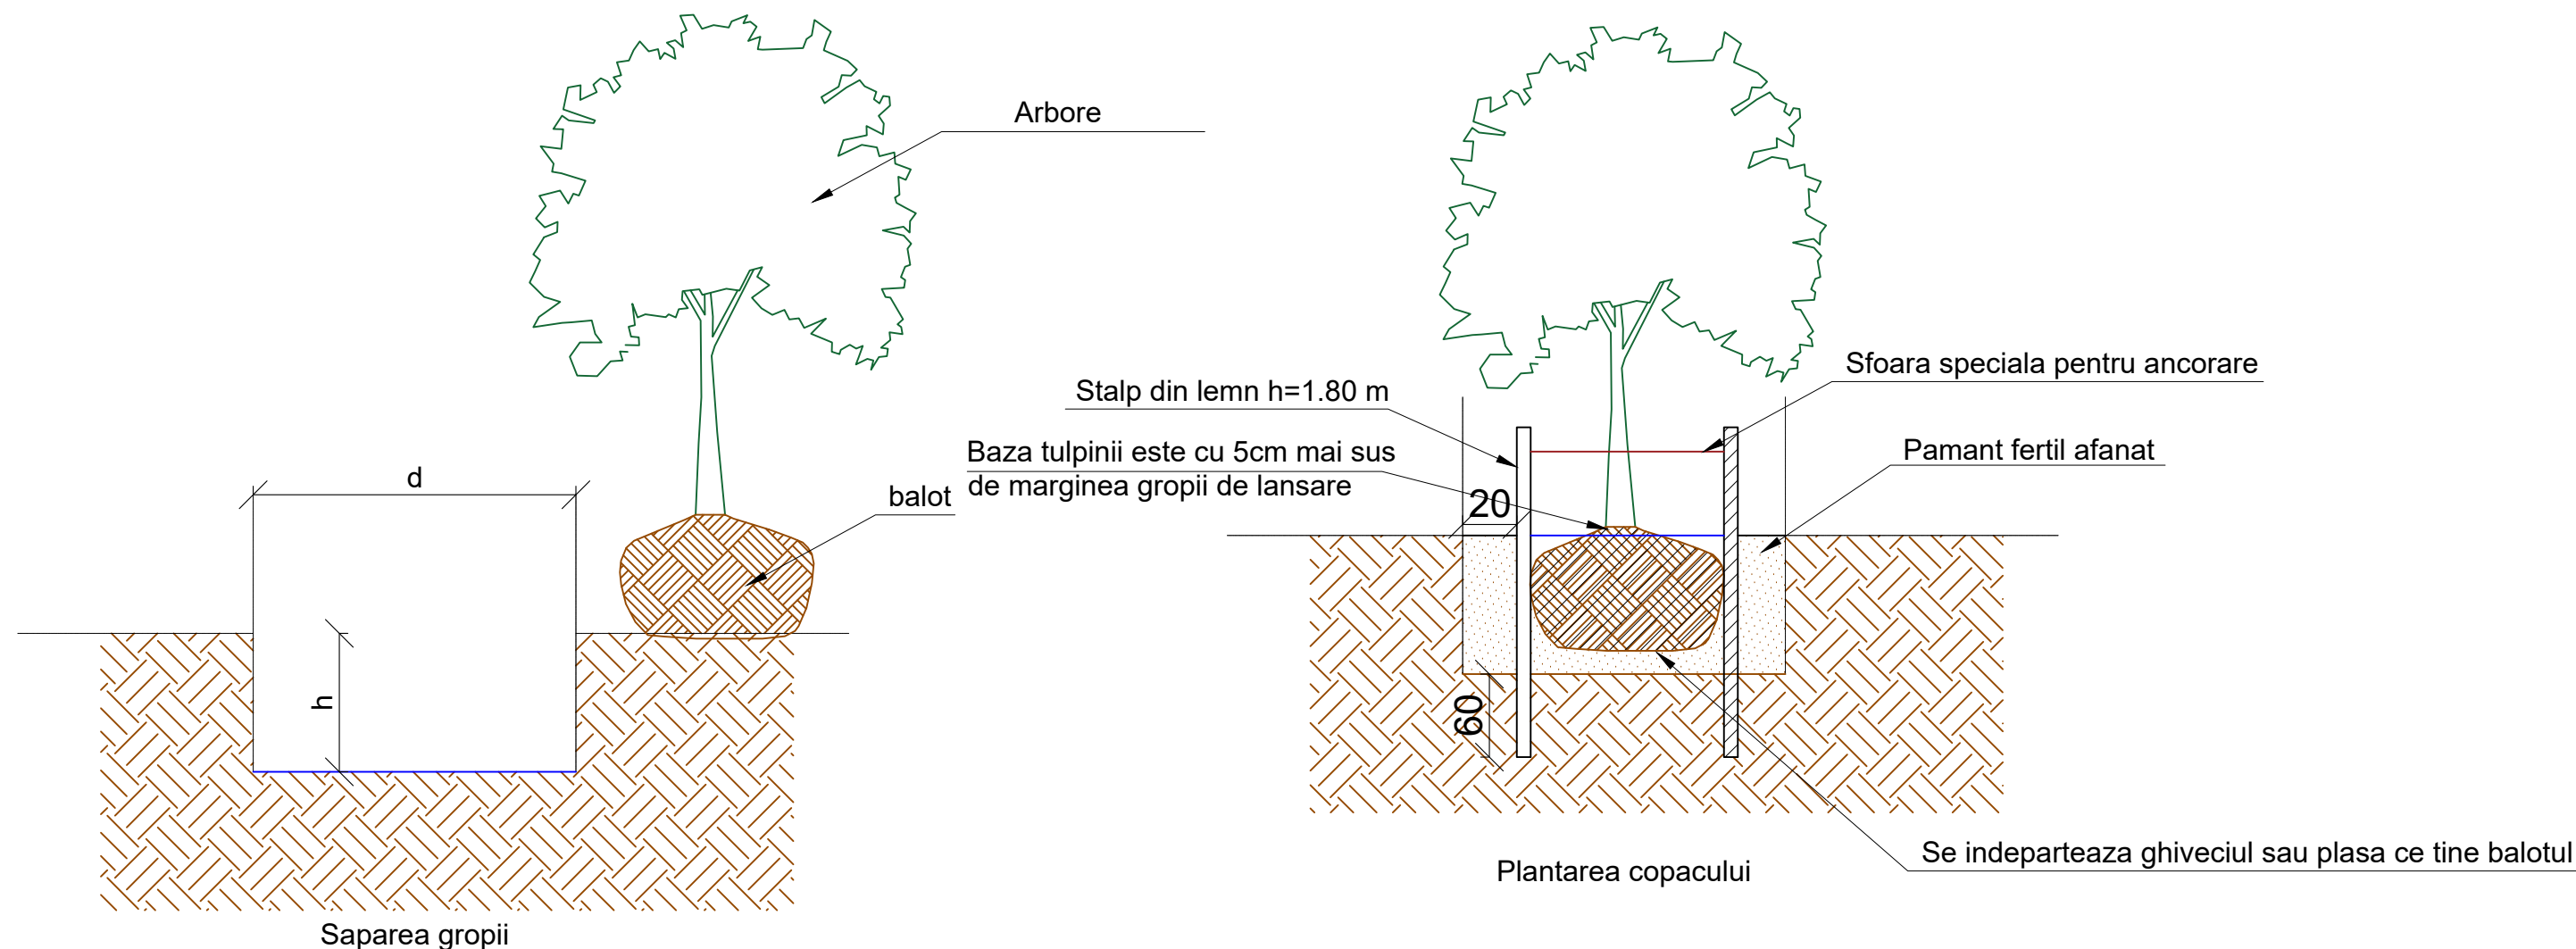 Arbore
d
balot
h
Saparea gropii
Stalp din lemn h=1.80 m
Baza tulpinii este cu 5cm mai sus
de marginea gropii de lansare
20
60
Sfoara speciala pentru ancorare
Pamant fertil afanat
Se indeparteaza ghiveciul sau plasa ce tine balotul
Plantarea copacului